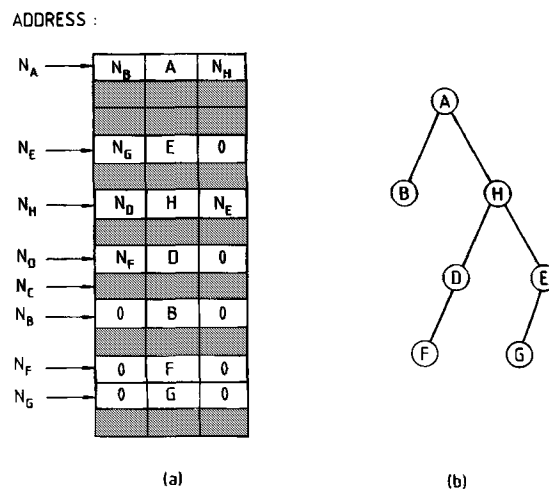 ADDRESS :
N_A N_B A N_H
N_E N_G E 0
N_H N_D H N_E
N_D N_F D 0
N_C
N_B 0 B 0
N_F 0 F 0
N_G 0 G 0
(a)
A
B H
D E
F G
(b)